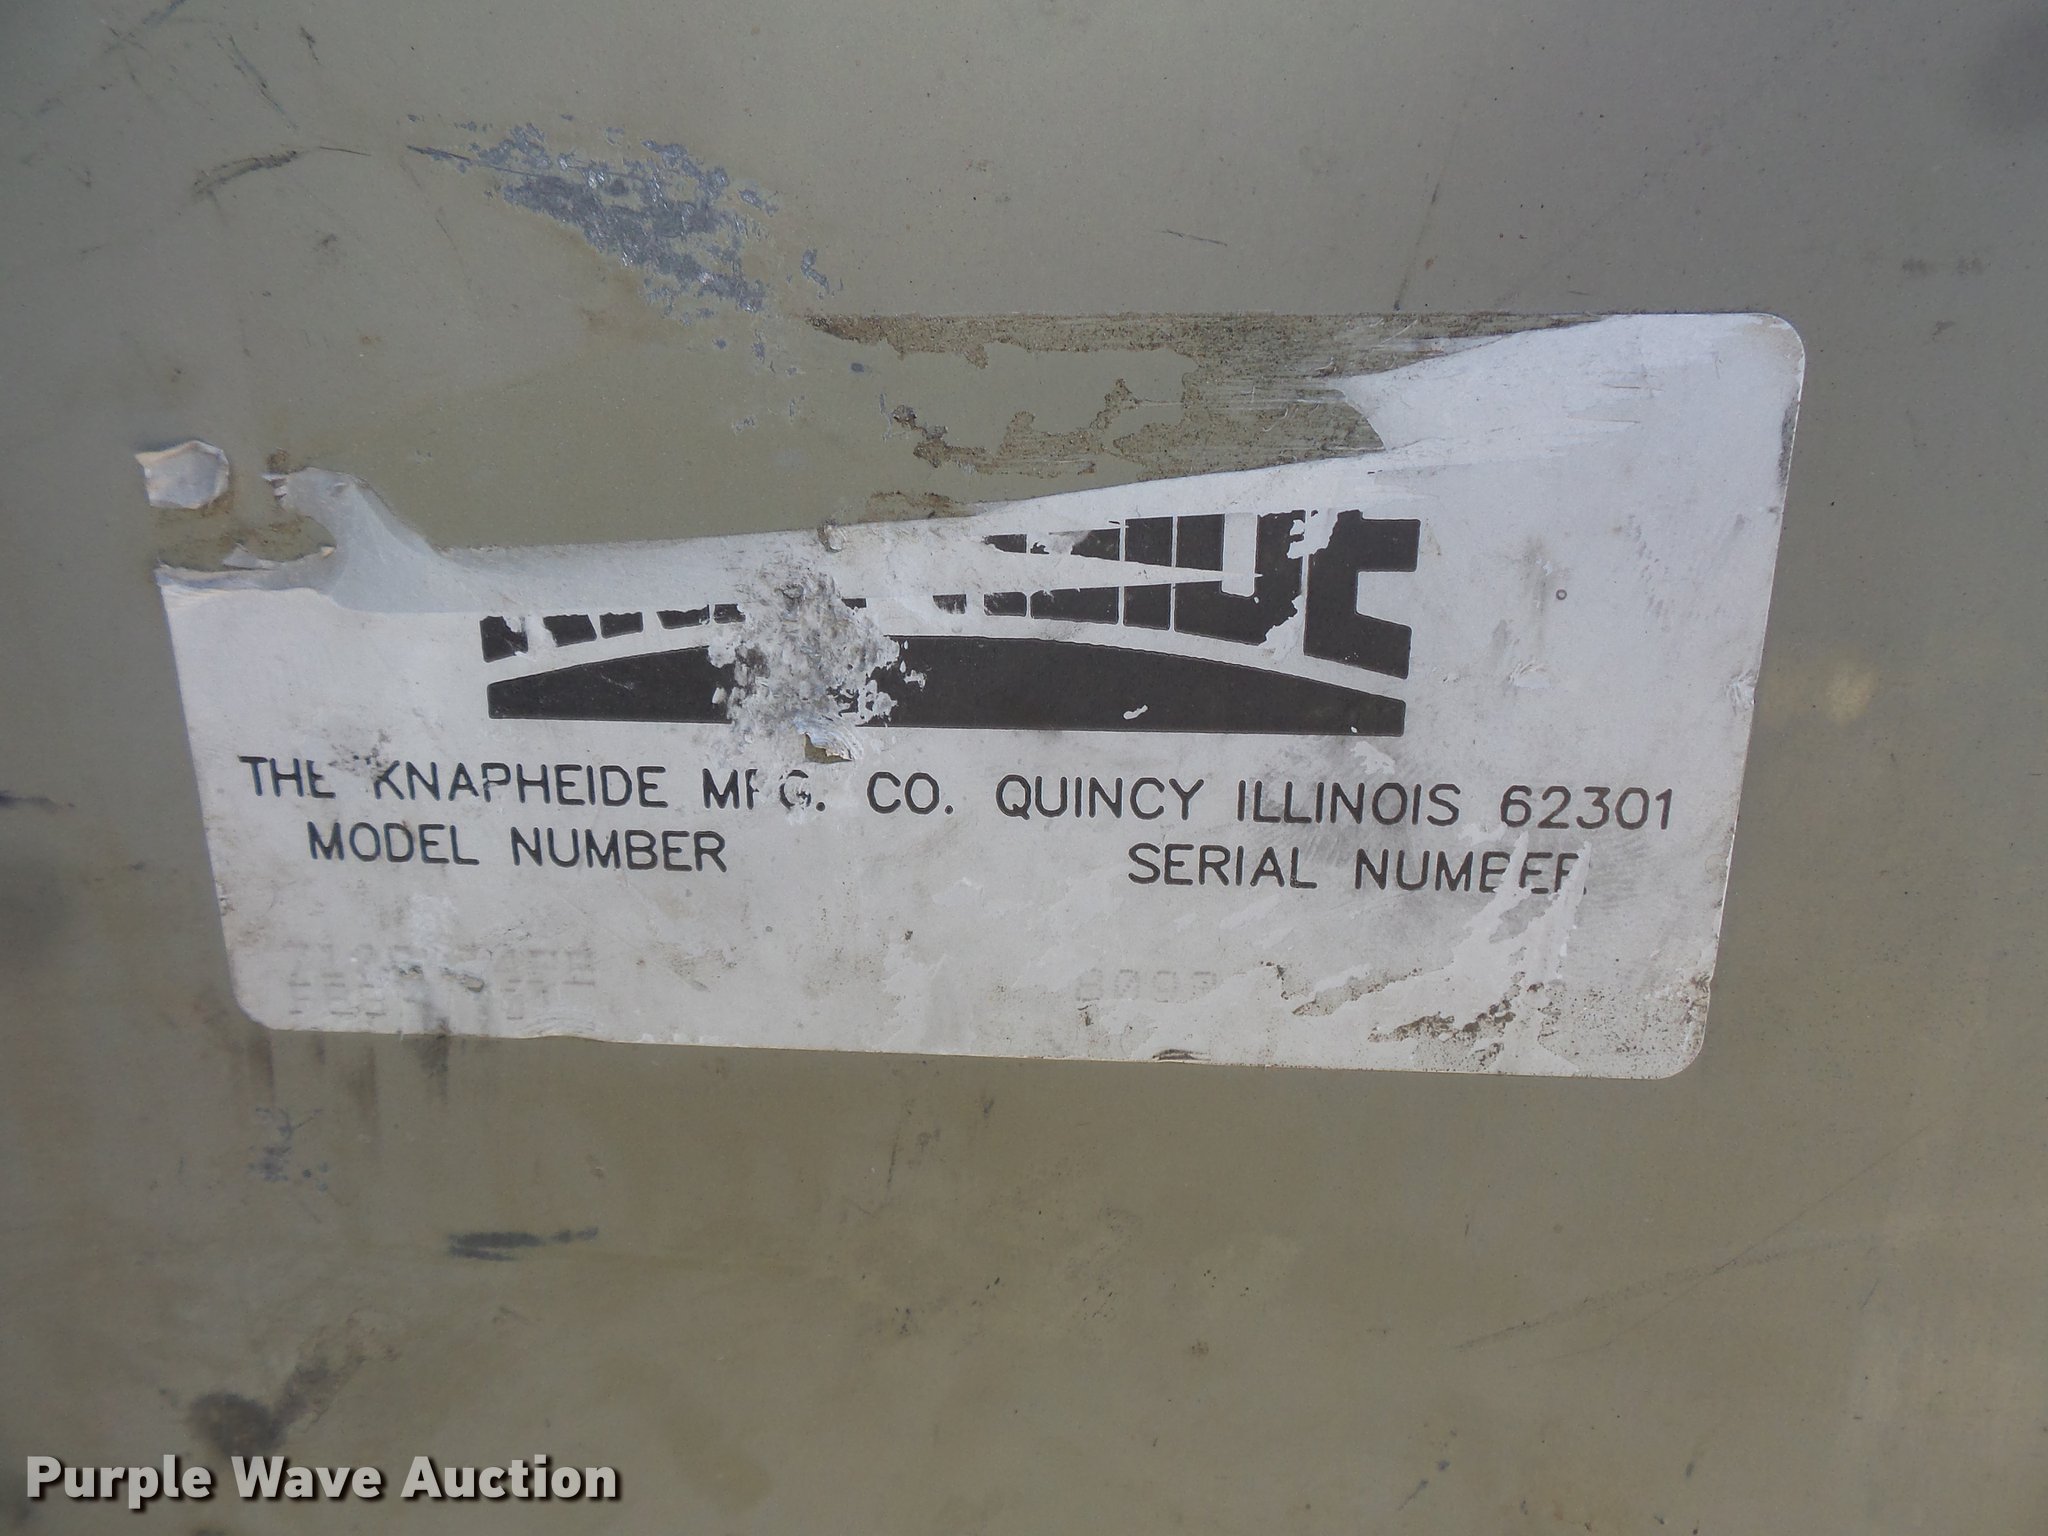 THE KNAPHEIDE MFG. CO. QUINCY ILLINOIS 62301
MODEL NUMBER
SERIAL NUMBER
Purple Wave Auction